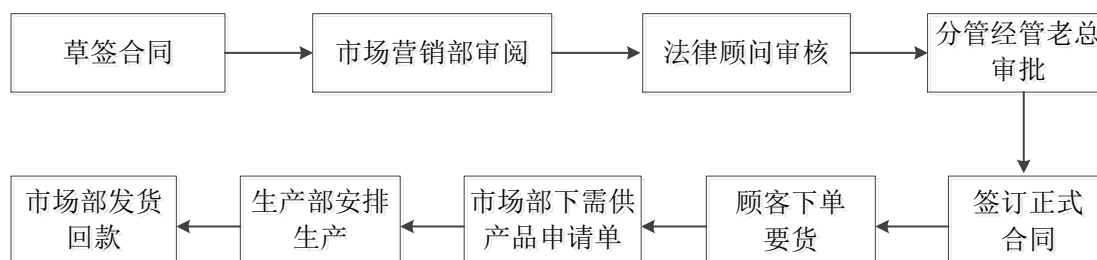 草签合同
市场营销部审阅
法律顾问审核
分管经管老总
审批
市场部发货
回款
生产部安排
生产
市场部下需供
产品申请单
顾客下单
要货
签订正式
合同